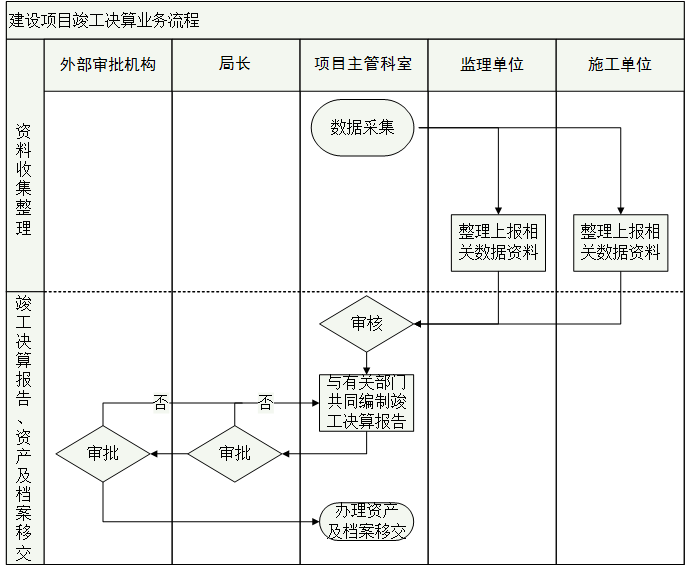 建设项目竣工决算业务流程
外部审批机构
局长
项目主管科室
监理单位
施工单位
资料收集整理
数据采集
整理上报相
关数据资料
整理上报相
关数据资料
竣工决算报告、资产及档案移交
审核
与有关部门
共同编制竣
工决算报告
否
否
审批
审批
办理资产
及档案移交